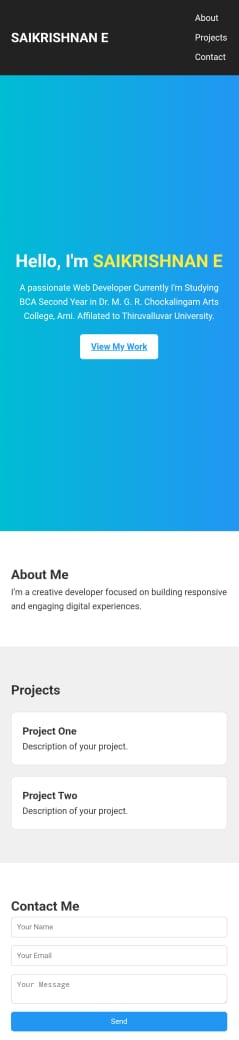 SAIKRISHNAN E
About
Projects
Contact
Hello, I'm SAIKRISHNAN E
A passionate Web Developer Currently I'm Studying
BCA Second Year in Dr. M. G. R. Chockalingam Arts
College, Arni. Affilated to Thiruvalluvar University.
View My Work
About Me
I'm a creative developer focused on building responsive
and engaging digital experiences.
Projects
Project One
Description of your project.
Project Two
Description of your project.
Contact Me
Your Name
Your Email
Your Message
Send